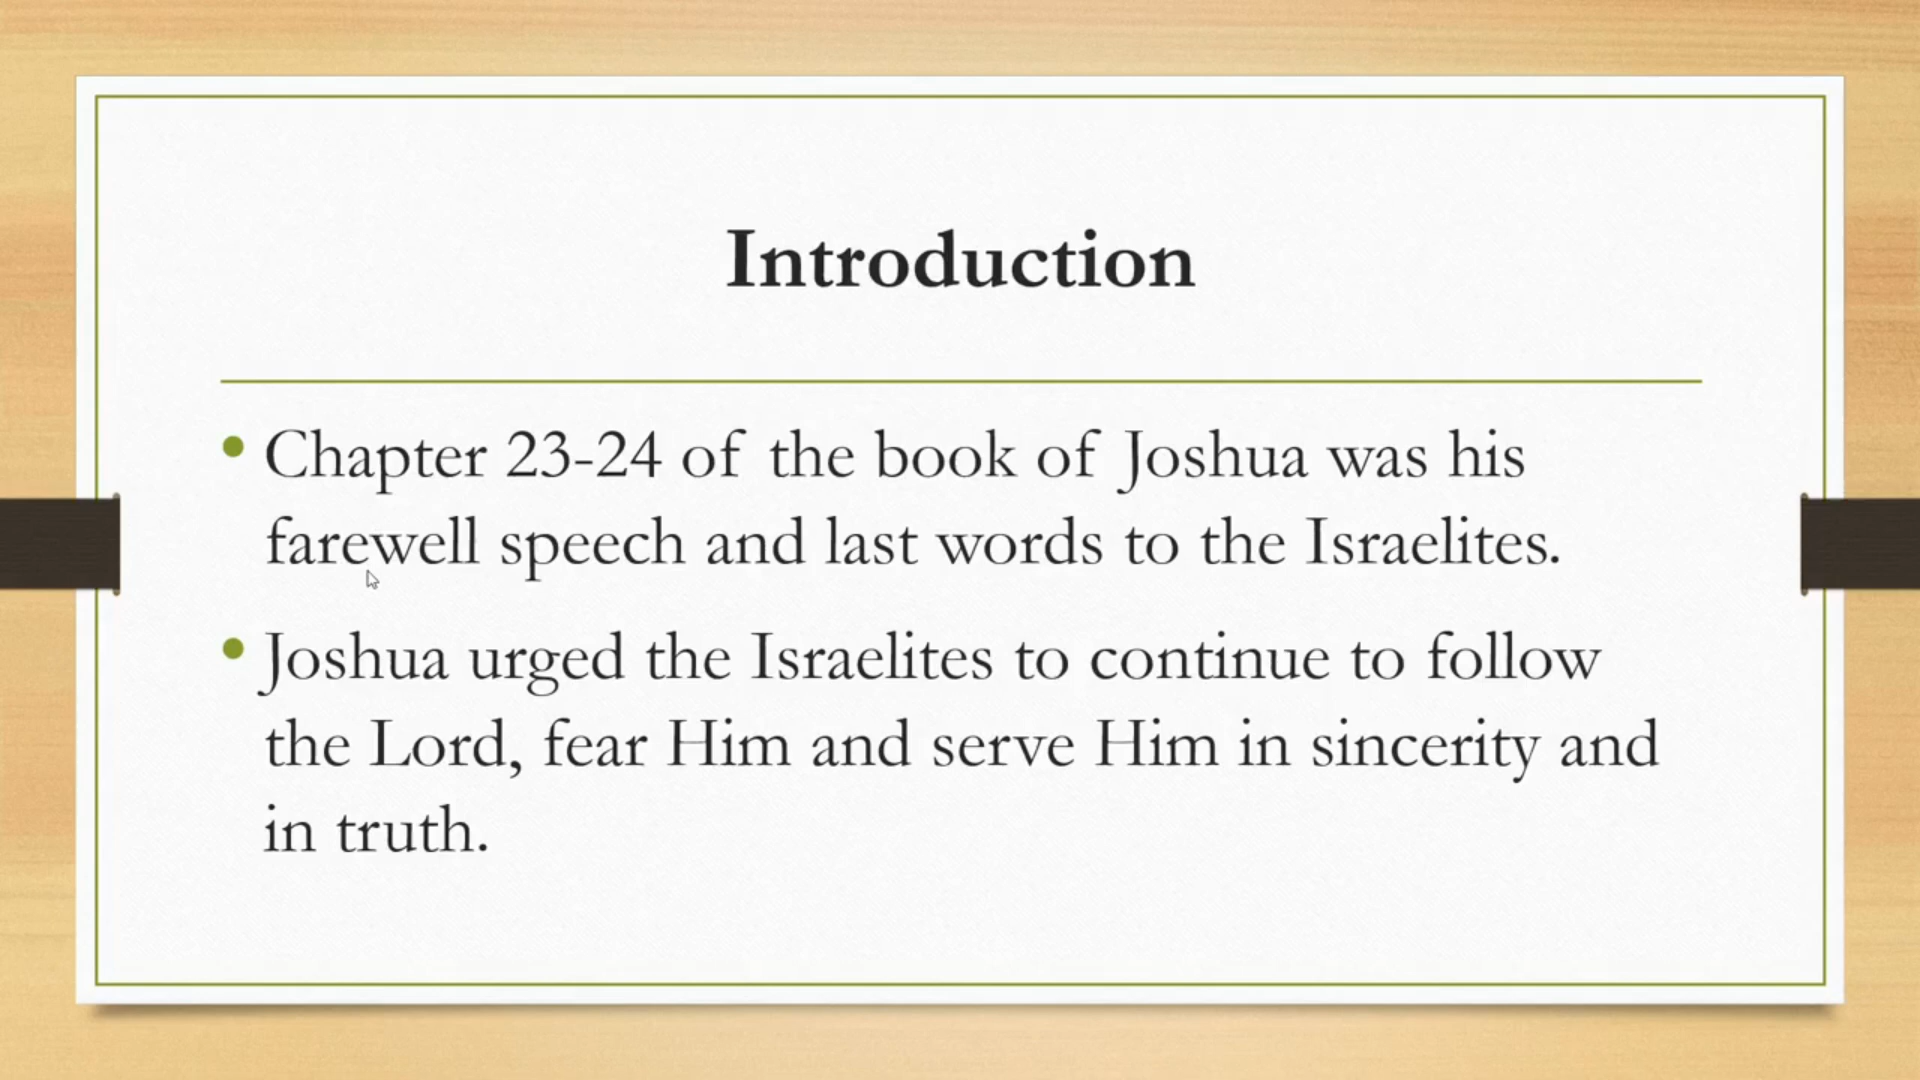 Introduction
• Chapter 23-24 of the book of Joshua was his
farewell speech and last words to the Israelites.
• Joshua urged the Israelites to continue to follow
the Lord, fear Him and serve Him in sincerity and
in truth.